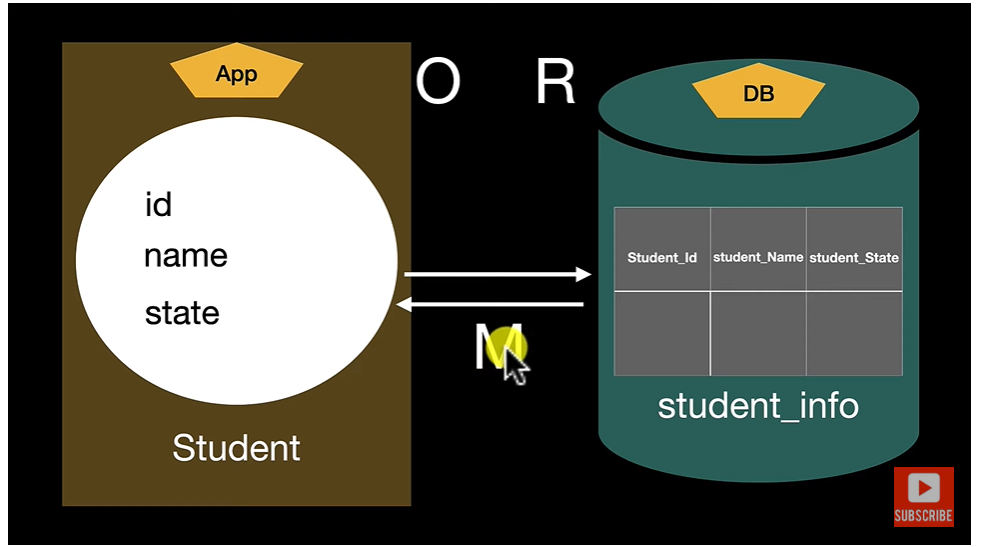 App
O R
DB
id
name
state
Student_Id student_Name student_State
M
student_info
Student
SUBSCRIBE